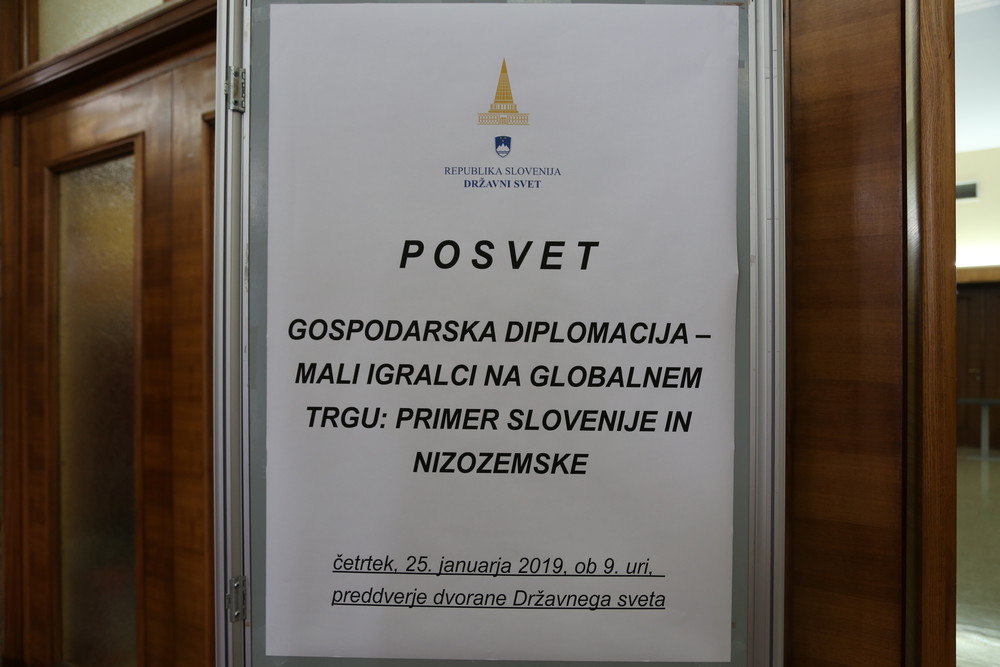 REPUBLIKA SLOVENIJA
DRŽAVNI SVET
POSVET
GOSPODARSKA DIPLOMACIJA –
MALI IGRALCI NA GLOBALNEM
TRGU: PRIMER SLOVENIJE IN
NIZOZEMSKE
četrtek, 25. januarja 2019, ob 9. uri,
preddverje dvorane Državnega sveta